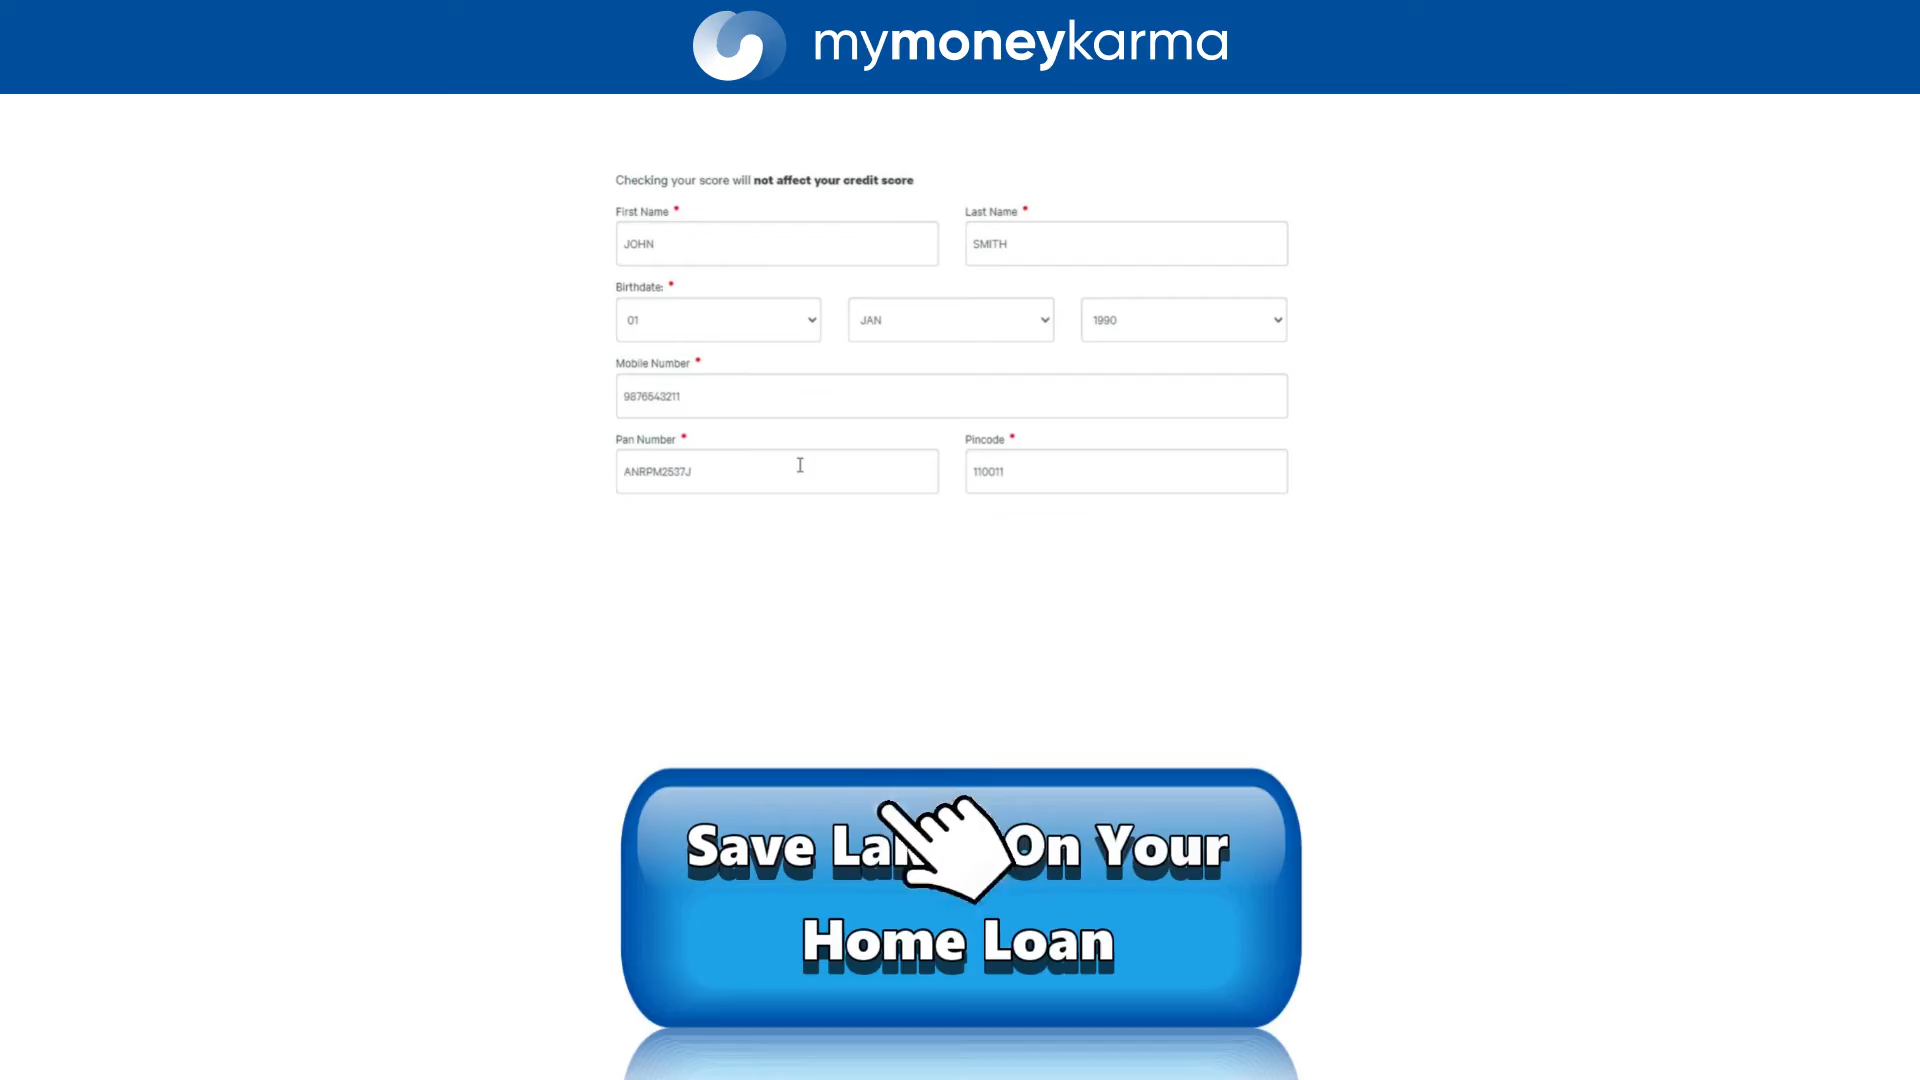 mymoneykarma
Checking your score will not affect your credit score
First Name *
Last Name *
JOHN
SMITH
Birthdate: *
01
JAN
1990
Mobile Number *
9876543211
Pan Number *
Pincode *
ANRPM2537J
110011
Save On Your
Home Loan